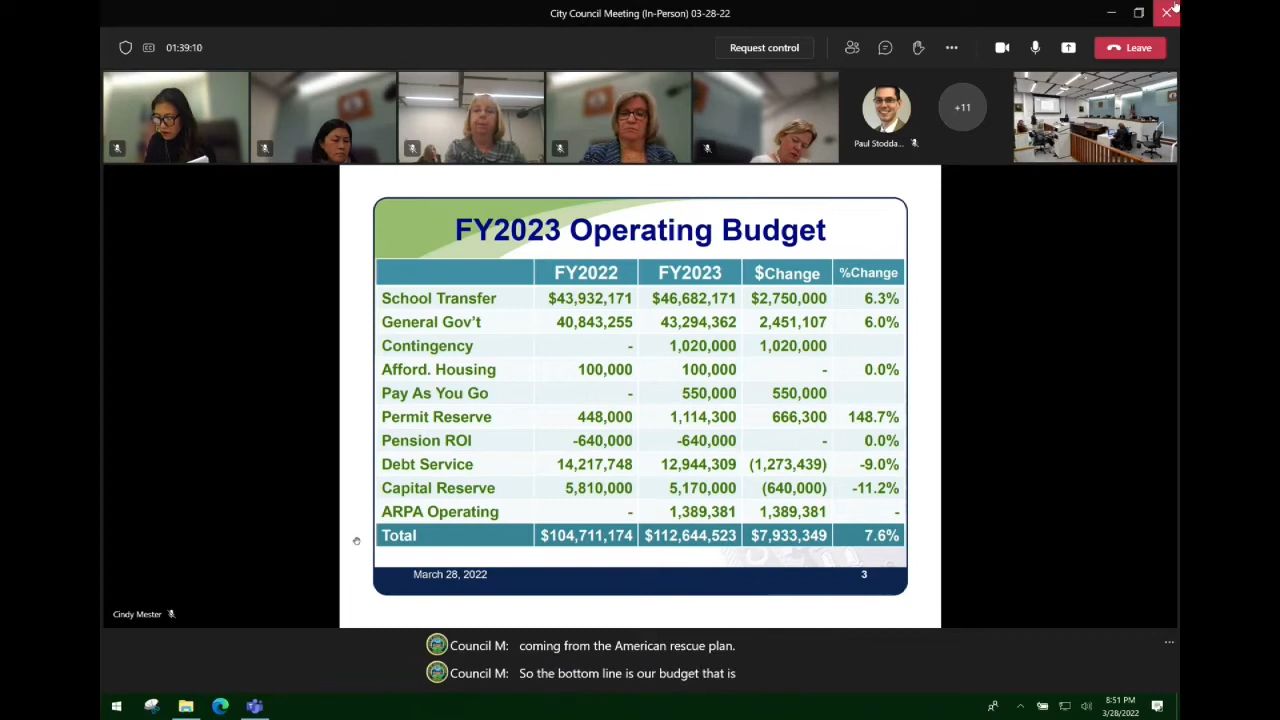 City Council Meeting (In-Person) 03-28-22
01:39:10
Request control
Leave
+11
Paul Stodda...
FY2023 Operating Budget
FY2022 FY2023 $Change %Change
School Transfer $43,932,171 $46,682,171 $2,750,000 6.3%
General Gov't 40,843,255 43,294,362 2,451,107 6.0%
Contingency - 1,020,000 1,020,000
Afford. Housing 100,000 100,000 - 0.0%
Pay As You Go - 550,000 550,000
Permit Reserve 448,000 1,114,300 666,300 148.7%
Pension ROI -640,000 -640,000 - 0.0%
Debt Service 14,217,748 12,944,309 (1,273,439) -9.0%
Capital Reserve 5,810,000 5,170,000 (640,000) -11.2%
ARPA Operating - 1,389,381 1,389,381 -
Total $104,711,174 $112,644,523 $7,933,349 7.6%
March 28, 2022 3
Cindy Mester
Council M: coming from the American rescue plan.
Council M: So the bottom line is our budget that is
8:51 PM
3/28/2022